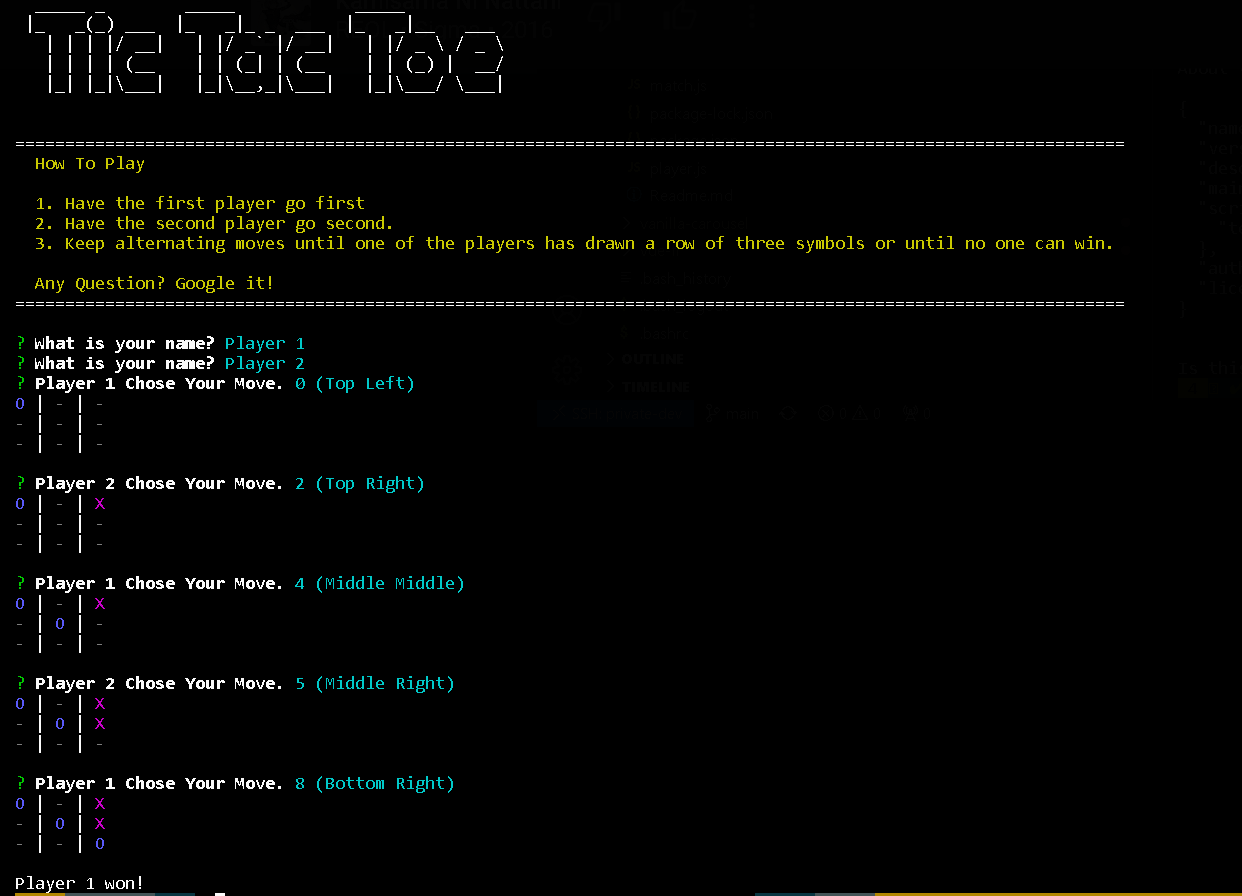 Tic Tac Toe
===============================================================================================================
How To Play
1. Have the first player go first
2. Have the second player go second.
3. Keep alternating moves until one of the players has drawn a row of three symbols or until no one can win.
Any Question? Google it!
===============================================================================================================
? What is your name? Player 1
? What is your name? Player 2
? Player 1 Chose Your Move. 0 (Top Left)
O | - | -
- | - | -
- | - | -
? Player 2 Chose Your Move. 2 (Top Right)
O | - | X
- | - | -
- | - | -
? Player 1 Chose Your Move. 4 (Middle Middle)
O | - | X
- | O | -
- | - | -
? Player 2 Chose Your Move. 5 (Middle Right)
O | - | X
- | O | X
- | - | -
? Player 1 Chose Your Move. 8 (Bottom Right)
O | - | X
- | O | X
- | - | O
Player 1 won!
OUTLINE
TIMELINE